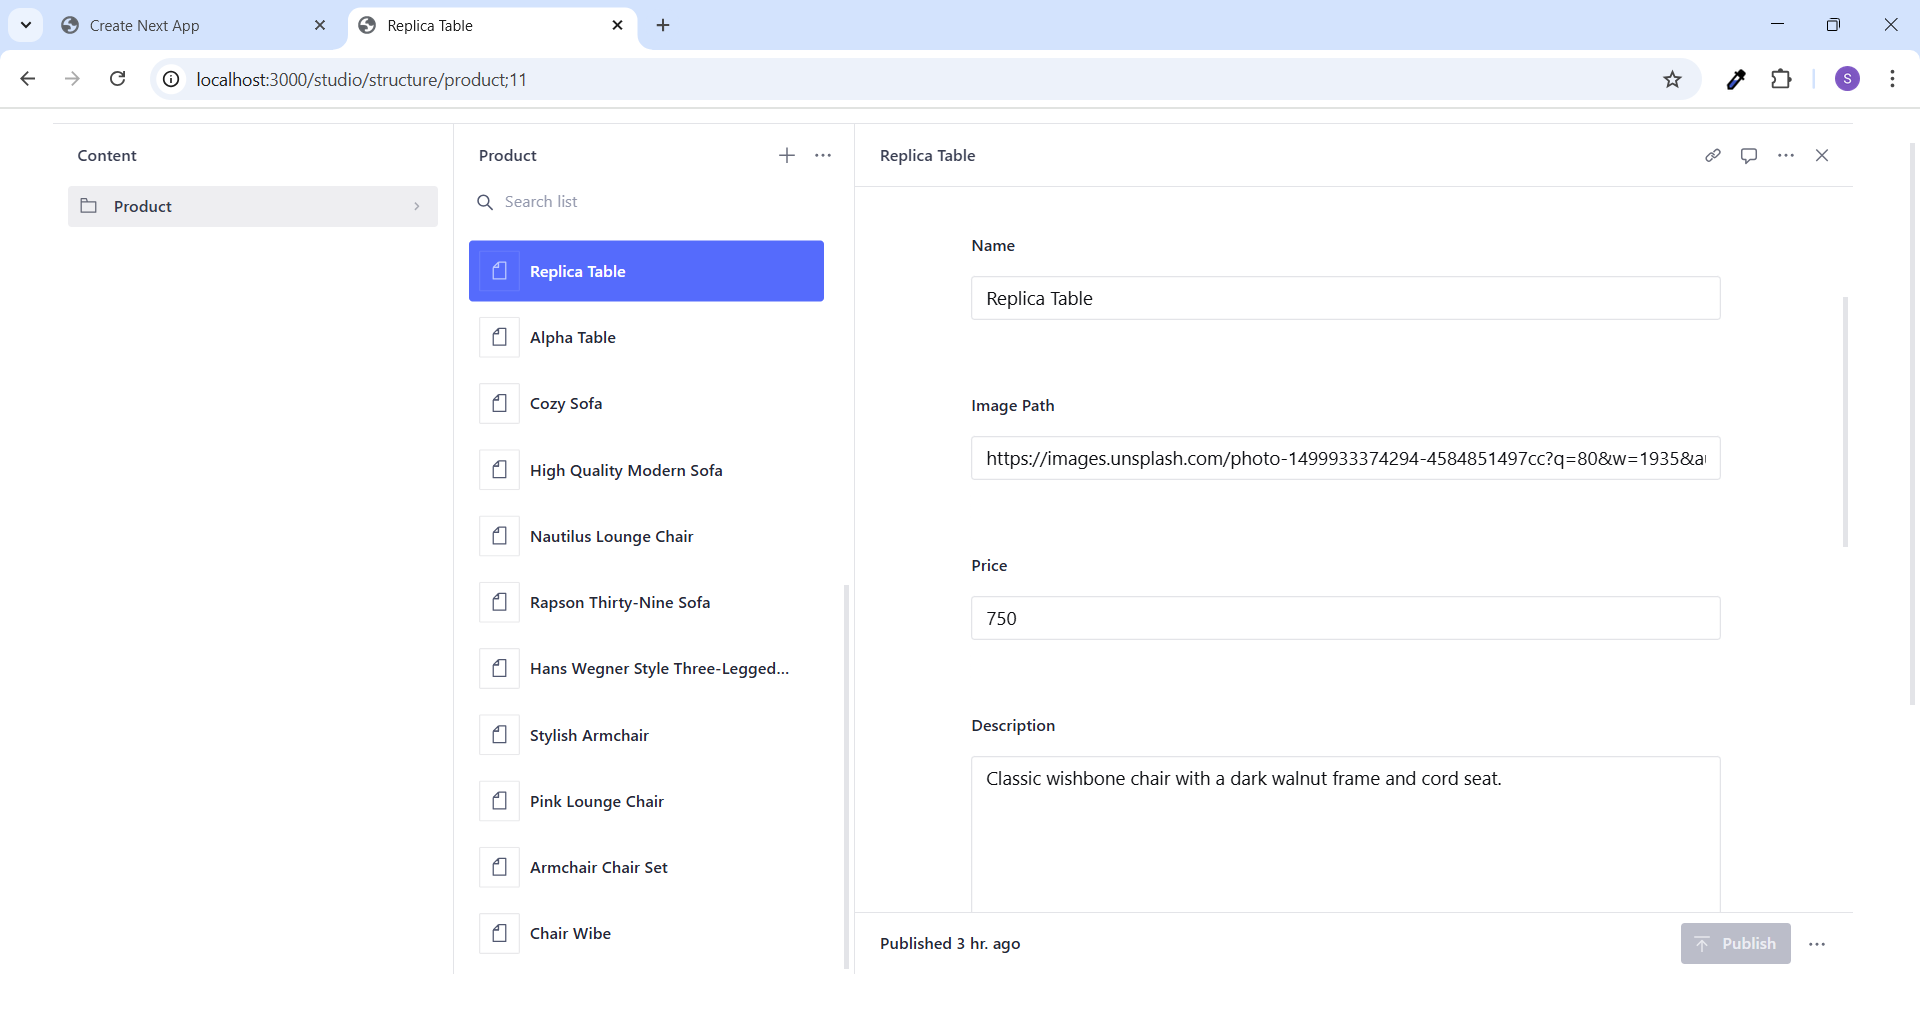 Create Next App
Replica Table
localhost:3000/studio/structure/product;11
S
Content
Product
Product
Search list
Replica Table
Alpha Table
Cozy Sofa
High Quality Modern Sofa
Nautilus Lounge Chair
Rapson Thirty-Nine Sofa
Hans Wegner Style Three-Legged...
Stylish Armchair
Pink Lounge Chair
Armchair Chair Set
Chair Wibe
Replica Table
Name
Replica Table
Image Path
https://images.unsplash.com/photo-1499933374294-4584851497cc?q=80&w=1935&a
Price
750
Description
Classic wishbone chair with a dark walnut frame and cord seat.
Published 3 hr. ago
Publish